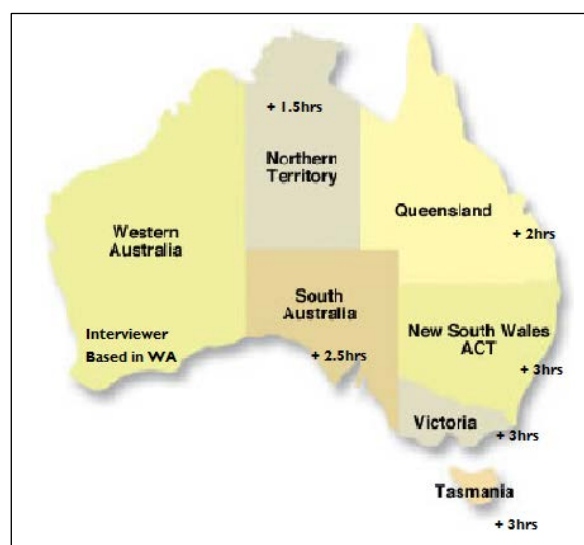 + 1.5hrs
Northern
Territory
Queensland
+ 2hrs
Western
Australia
South
Australia
Interviewer
Based in WA
+ 2.5hrs
New South Wales
ACT
+ 3hrs
Victoria
+ 3hrs
Tasmania
+ 3hrs